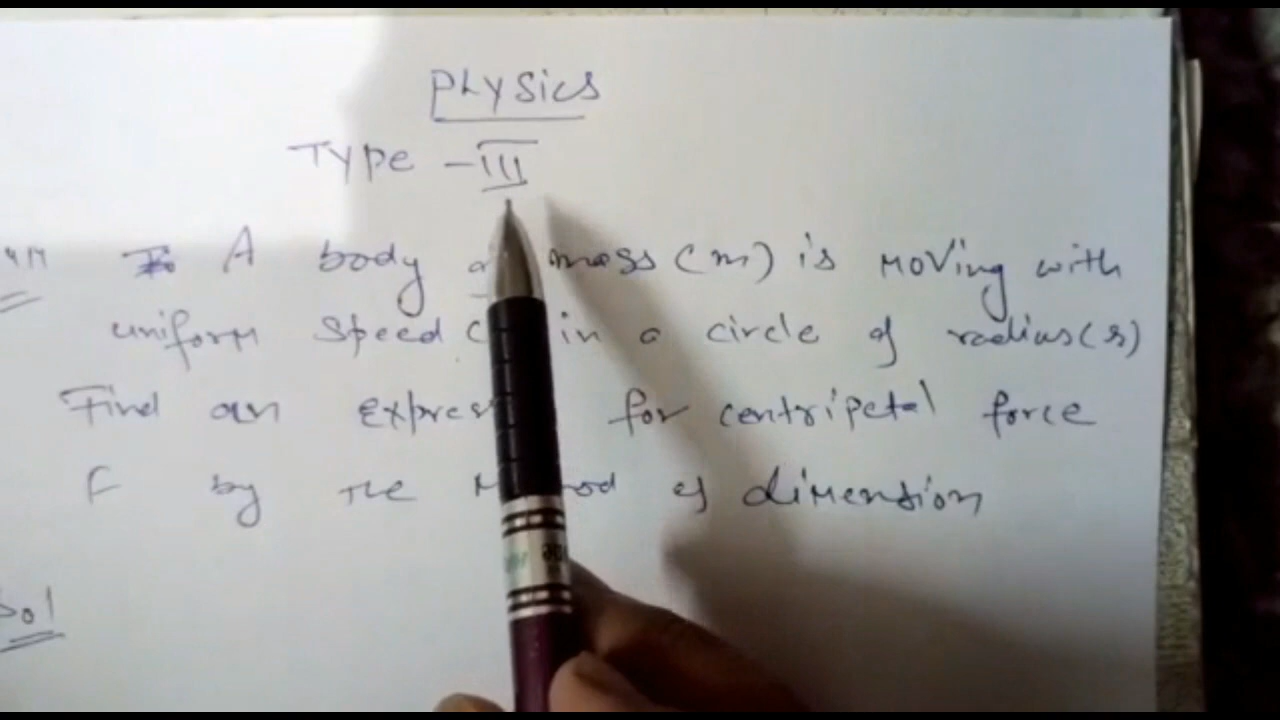 Physics
Type - III
A body mass (m) is moving with
uniform speed ( in a circle of radius (r)
Find an expres for centripetal force
F by the of dimension
Sol